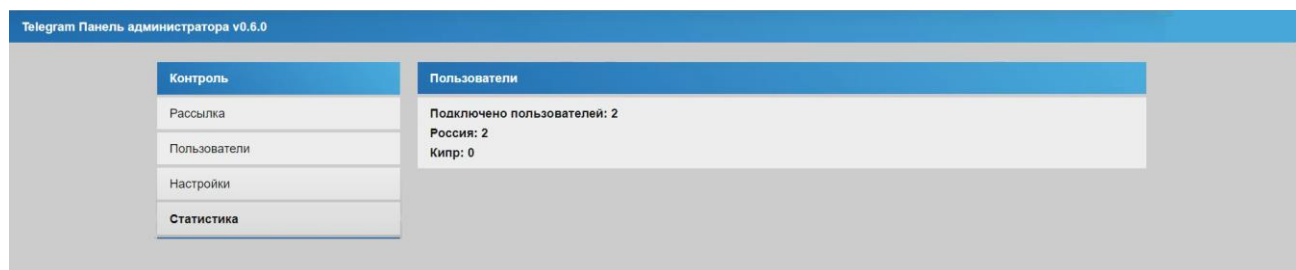 Telegram Панель администратора v0.6.0
Контроль
Рассылка
Пользователи
Настройки
Статистика
Пользователи
Подключено пользователей: 2
Россия: 2
Кипр: 0